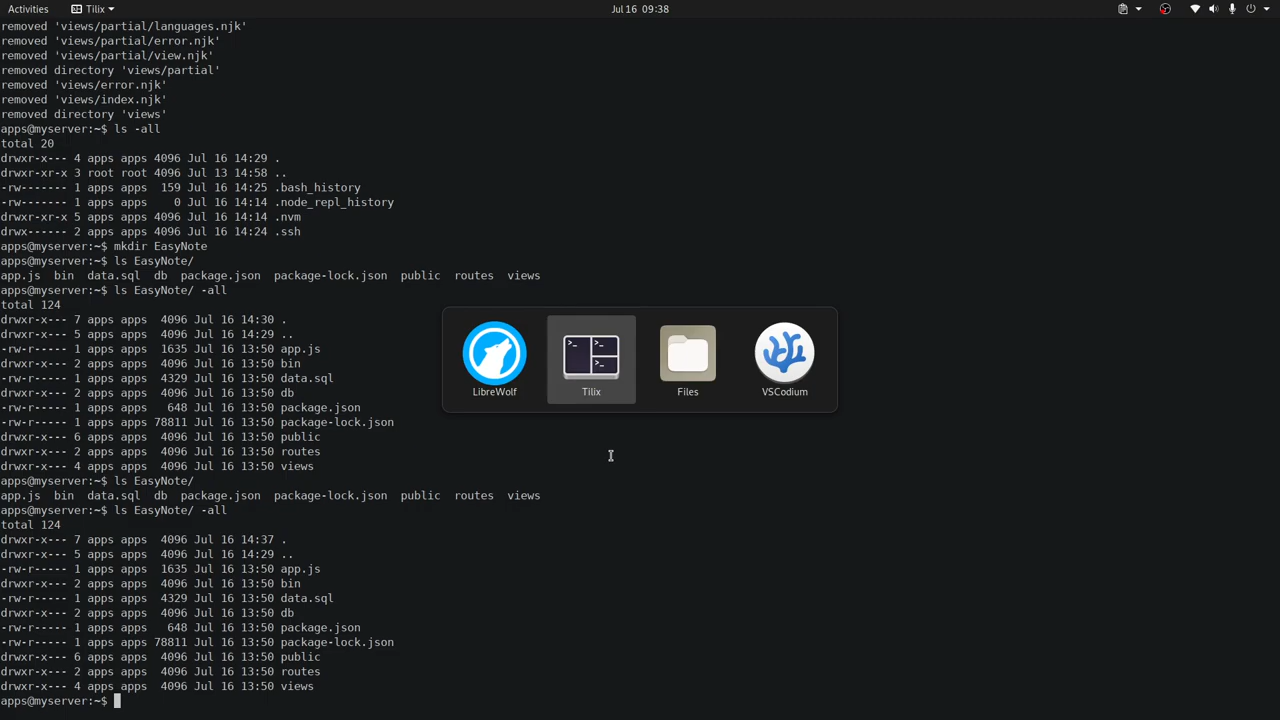 Activities
Tilix
Jul 16 09:38
removed 'views/partial/languages.njk'
removed 'views/partial/error.njk'
removed 'views/partial/view.njk'
removed directory 'views/partial'
removed 'views/error.njk'
removed 'views/index.njk'
removed directory 'views'
apps@myserver:~$ ls -all
total 20
drwxr-x--- 4 apps apps 4096 Jul 16 14:29 .
drwxr-xr-x 3 root root 4096 Jul 13 14:58 ..
-rw------- 1 apps apps  159 Jul 16 14:25 .bash_history
-rw------- 1 apps apps    0 Jul 16 14:14 .node_repl_history
drwxr-xr-x 5 apps apps 4096 Jul 16 14:14 .nvm
drwx------ 2 apps apps 4096 Jul 16 14:24 .ssh
apps@myserver:~$ mkdir EasyNote
apps@myserver:~$ ls EasyNote/
app.js  bin  data.sql  db  package.json  package-lock.json  public  routes  views
apps@myserver:~$ ls EasyNote/ -all
total 124
drwxr-x--- 7 apps apps  4096 Jul 16 14:30 .
drwxr-x--- 5 apps apps  4096 Jul 16 14:29 ..
-rw-r----- 1 apps apps  1635 Jul 16 13:50 app.js
drwxr-x--- 2 apps apps  4096 Jul 16 13:50 bin
-rw-r----- 1 apps apps  4329 Jul 16 13:50 data.sql
drwxr-x--- 2 apps apps  4096 Jul 16 13:50 db
-rw-r----- 1 apps apps   648 Jul 16 13:50 package.json
-rw-r----- 1 apps apps 78811 Jul 16 13:50 package-lock.json
drwxr-x--- 6 apps apps  4096 Jul 16 13:50 public
drwxr-x--- 2 apps apps  4096 Jul 16 13:50 routes
drwxr-x--- 4 apps apps  4096 Jul 16 13:50 views
apps@myserver:~$ ls EasyNote/
app.js  bin  data.sql  db  package.json  package-lock.json  public  routes  views
apps@myserver:~$ ls EasyNote/ -all
total 124
drwxr-x--- 7 apps apps  4096 Jul 16 14:37 .
drwxr-x--- 5 apps apps  4096 Jul 16 14:29 ..
-rw-r----- 1 apps apps  1635 Jul 16 13:50 app.js
drwxr-x--- 2 apps apps  4096 Jul 16 13:50 bin
-rw-r----- 1 apps apps  4329 Jul 16 13:50 data.sql
drwxr-x--- 2 apps apps  4096 Jul 16 13:50 db
-rw-r----- 1 apps apps   648 Jul 16 13:50 package.json
-rw-r----- 1 apps apps 78811 Jul 16 13:50 package-lock.json
drwxr-x--- 6 apps apps  4096 Jul 16 13:50 public
drwxr-x--- 2 apps apps  4096 Jul 16 13:50 routes
drwxr-x--- 4 apps apps  4096 Jul 16 13:50 views
apps@myserver:~$
LibreWolf
Tilix
Files
VSCodium